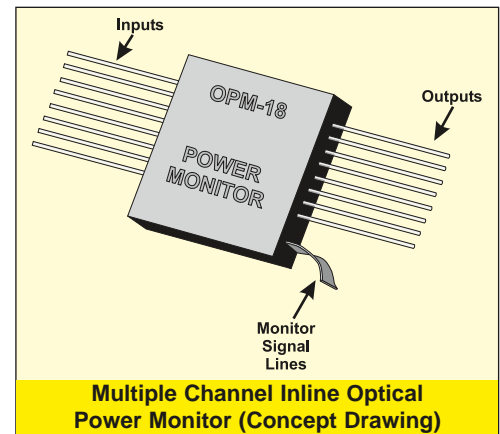 Inputs
OPM-18
Outputs
POWER
MONITOR
Monitor
Signal
Lines
Multiple Channel Inline Optical
Power Monitor (Concept Drawing)